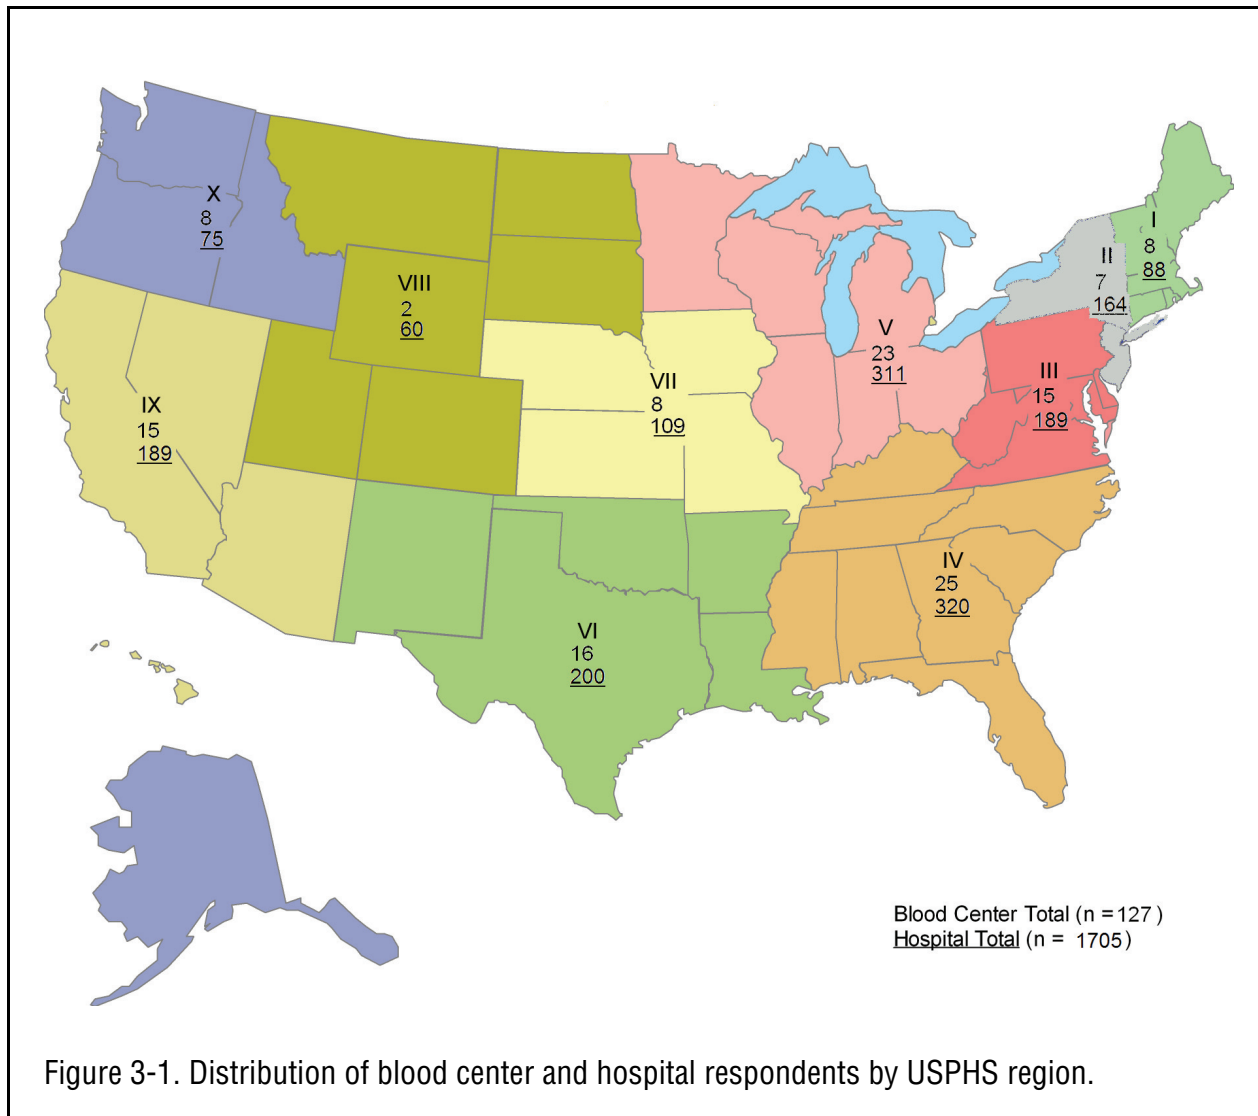 X
8
75
VIII
2
60
IX
15
189
VII
8
109
V
23
311
I
8
88
II
7
164
III
15
189
IV
25
320
VI
16
200
Blood Center Total (n =127 )
Hospital Total (n = 1705)
Figure 3-1. Distribution of blood center and hospital respondents by USPHS region.